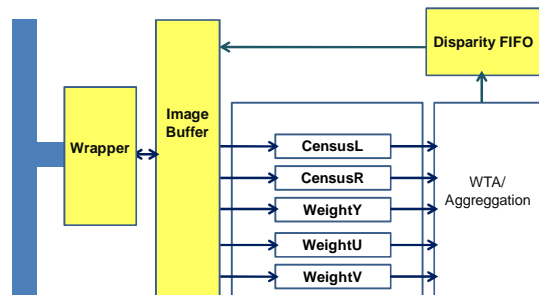 Disparity FIFO
Image
Buffer
Wrapper
CensusL
CensusR
WeightY
WeightU
WeightV
WTA/
Aggreggation